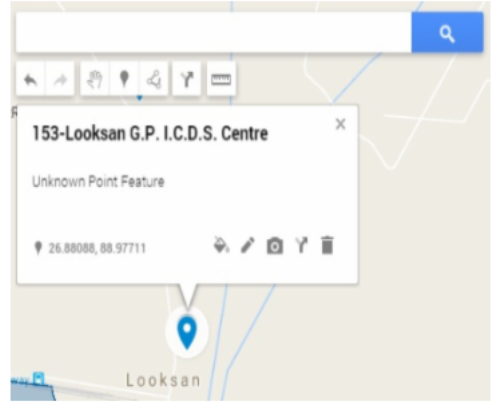 153-Looksan G.P. I.C.D.S. Centre
Unknown Point Feature
26.88088, 88.97711
Looksan